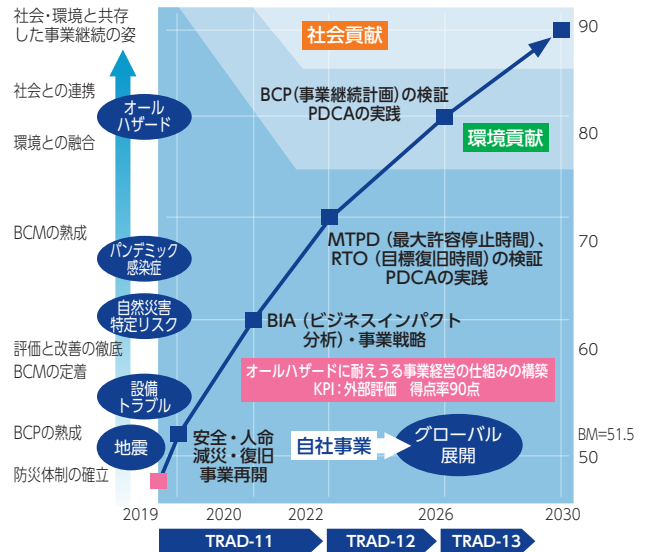 社会・環境と共存
した事業継続の姿
社会との連携
オール
ハザード
環境との融合
BCMの熟成
パンデミック
感染症
自然災害
特定リスク
評価と改善の徹底
BCMの定着
設備
トラブル
BCPの熟成
地震
防災体制の確立
社会貢献
BCP(事業継続計画)の検証
PDCAの実践
環境貢献
MTPD(最大許容停止時間)、
RTO(目標復旧時間)の検証
PDCAの実践
BIA(ビジネスインパクト
分析)・事業戦略
オールハザードに耐えうる事業経営の仕組みの構築
KPI:外部評価 得点率90点
安全・人命
減災・復旧
事業再開
自社事業
グローバル
展開
90
80
70
60
BM=51.5
50
2019 2020 2022 2026 2030
TRAD-11 TRAD-12 TRAD-13